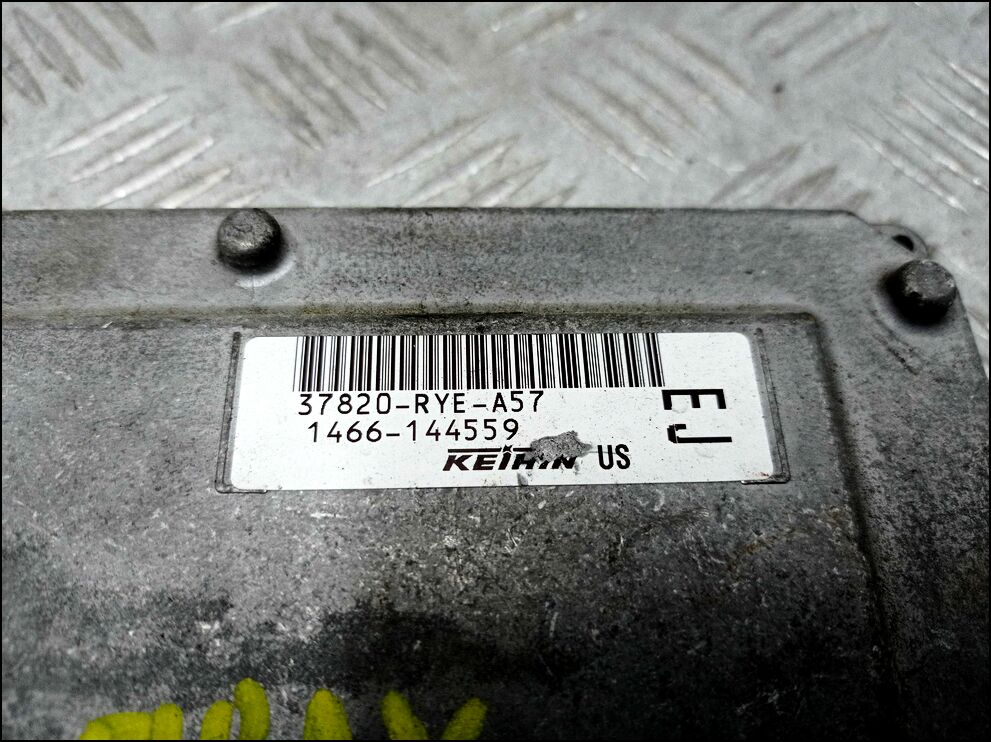 37820-RYE-A57
1466-144559
KEIHIN US
EJ